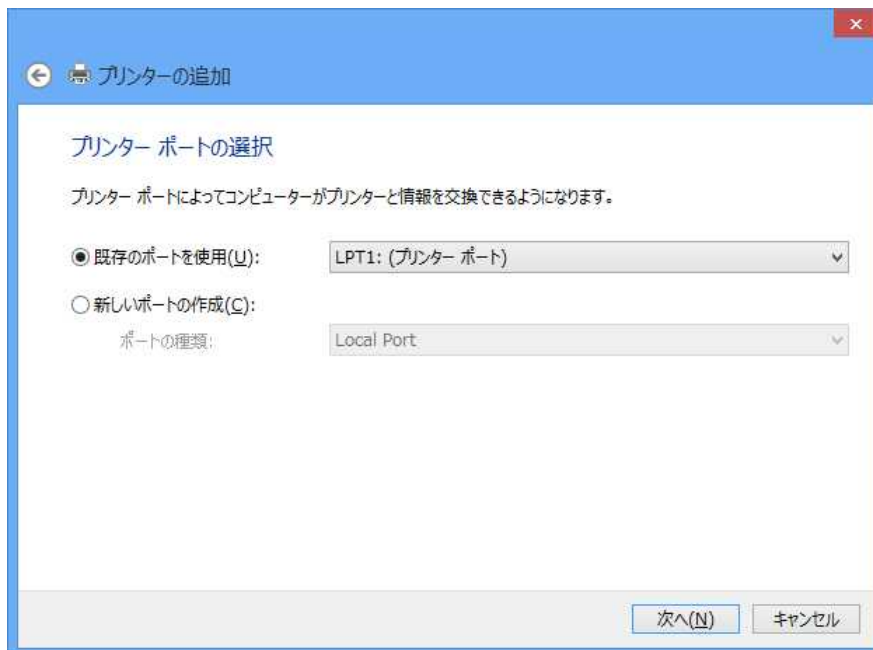 プリンターの追加
プリンター ポートの選択
プリンター ポートによってコンピューターがプリンターと情報を交換できるようになります。
既存のポートを使用(U): LPT1: (プリンター ポート)
新しいポートの作成(C):
ポートの種類: Local Port
次へ(N) キャンセル